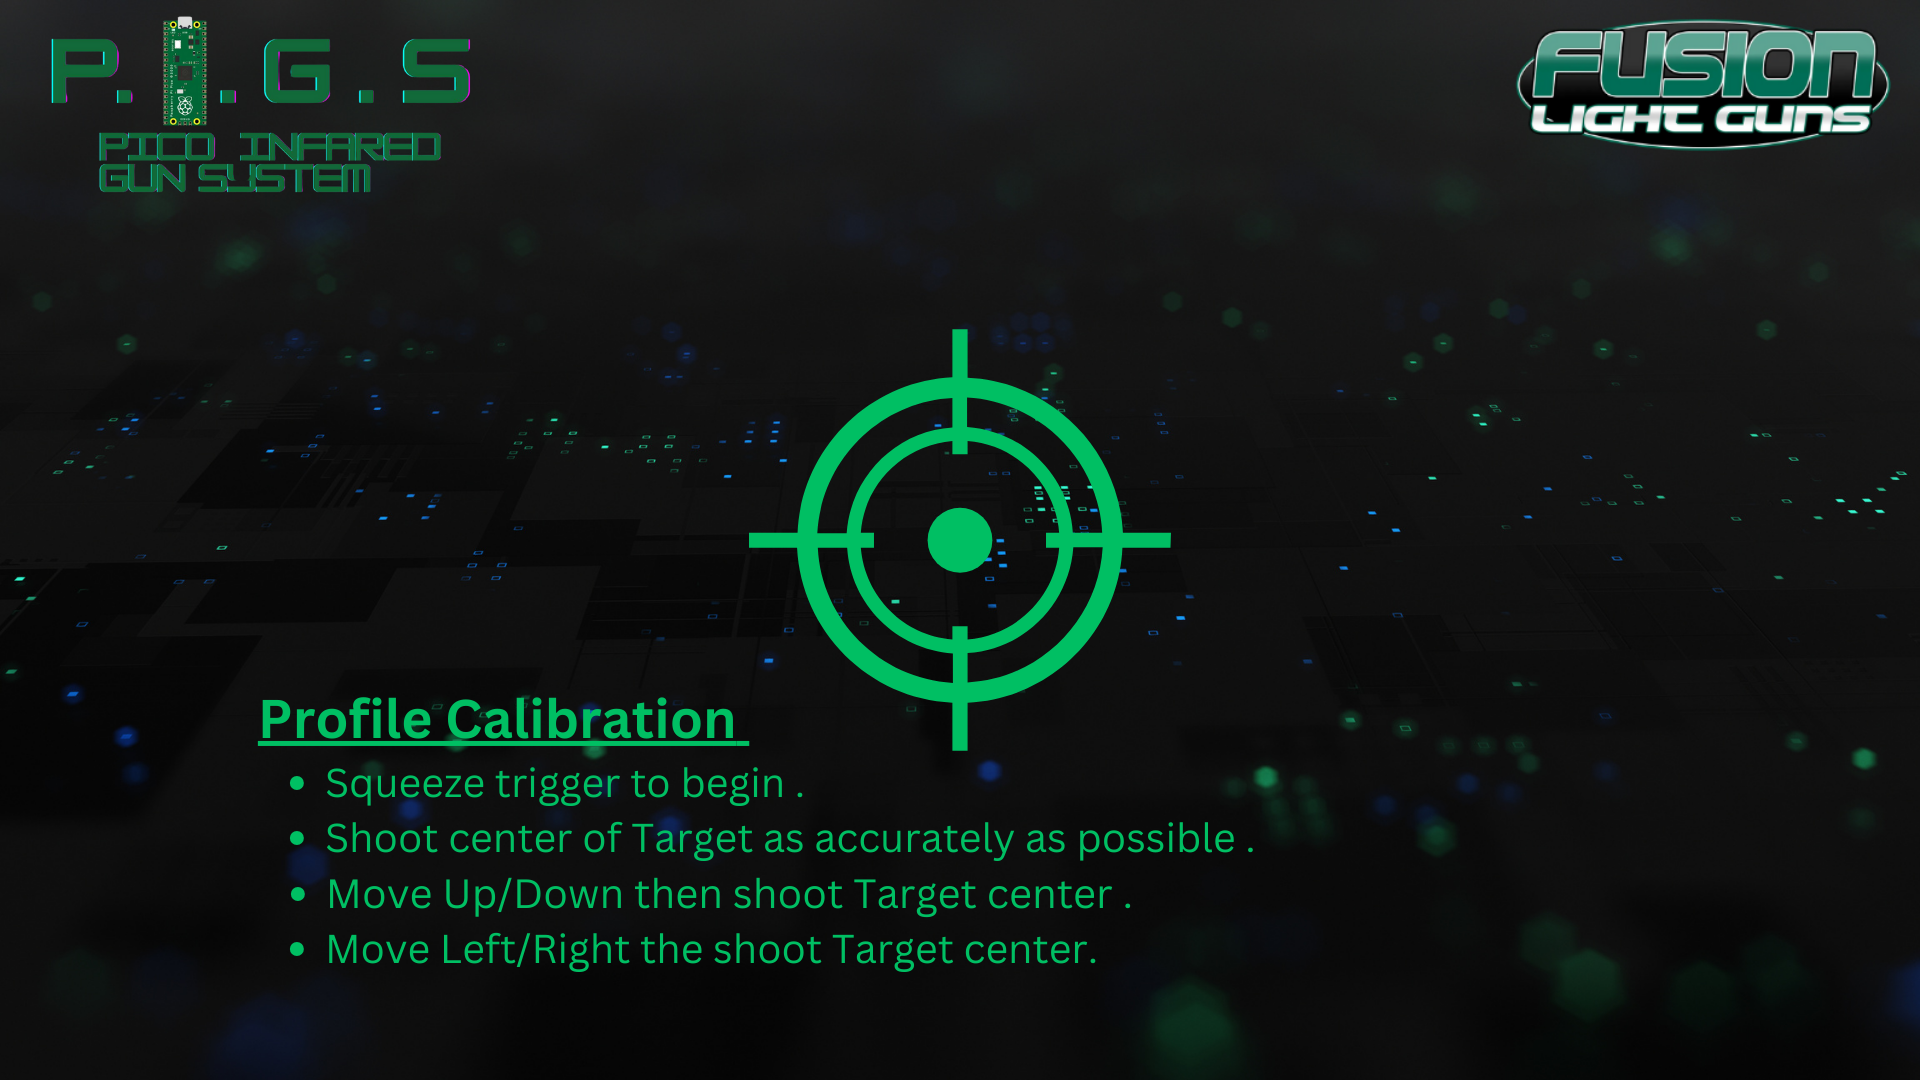 P.I.G.S
PICO INFARED
GUN SYSTEM
FUSION
LIGHT GUNS
Profile Calibration
• Squeeze trigger to begin .
• Shoot center of Target as accurately as possible .
• Move Up/Down then shoot Target center .
• Move Left/Right the shoot Target center.